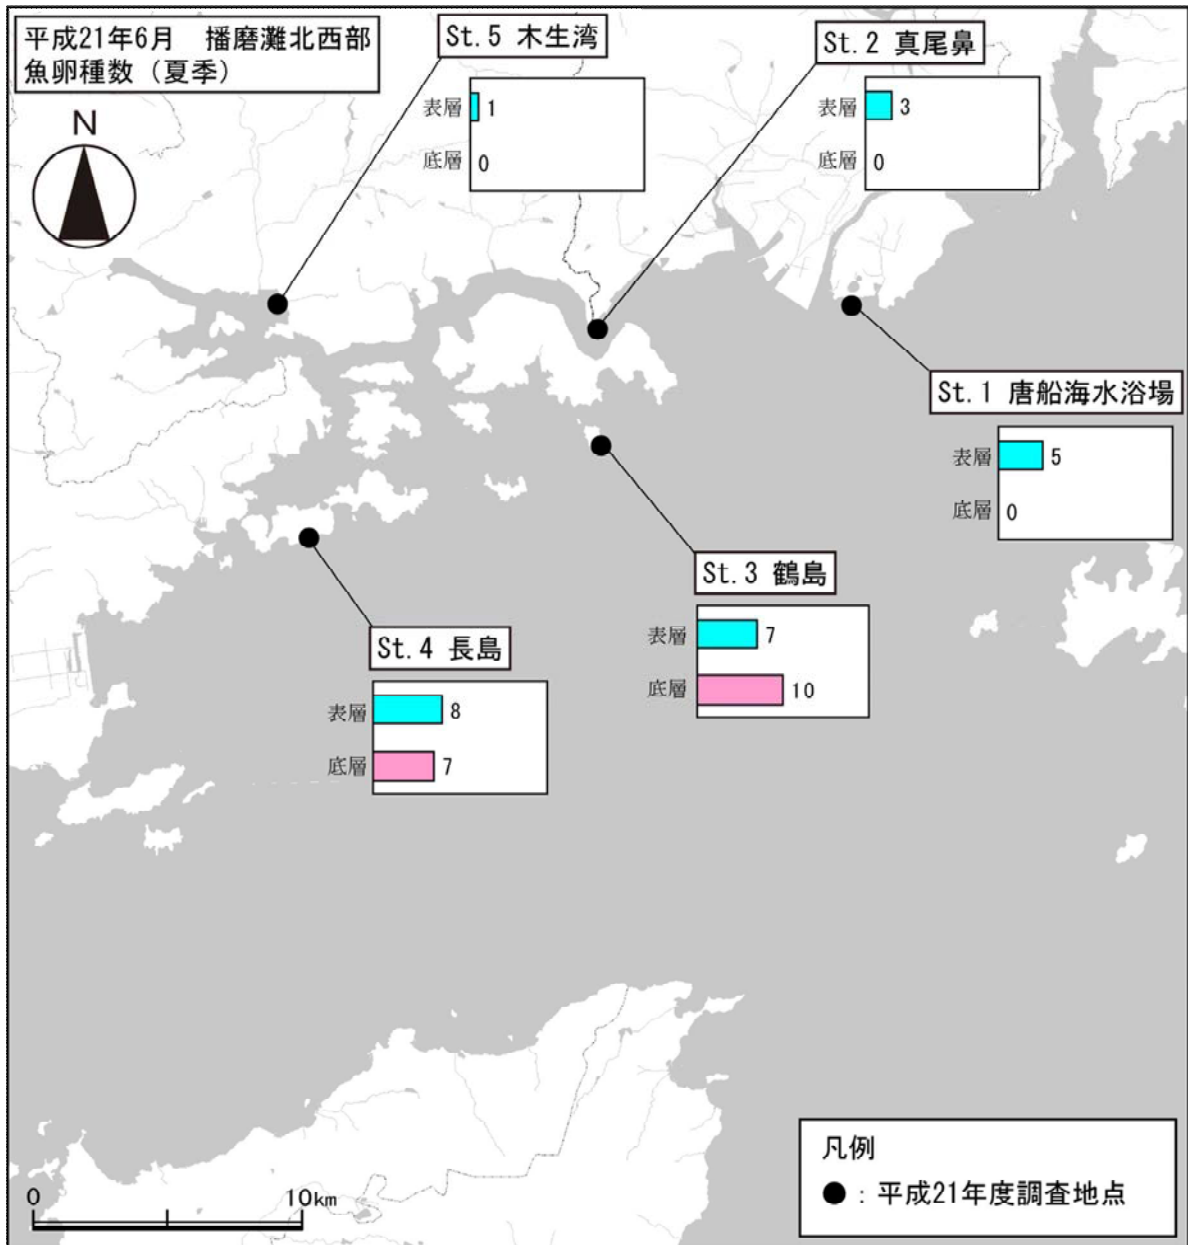 平成21年6月　播磨灘北西部
魚卵種数（夏季）
N
St.5 木生湾
表層 1
底層 0
St.2 真尾鼻
表層 3
底層 0
St.1 唐船海水浴場
表層 5
底層 0
St.3 鶴島
表層 7
底層 10
St.4 長島
表層 8
底層 7
0 10km
凡例
●：平成21年度調査地点